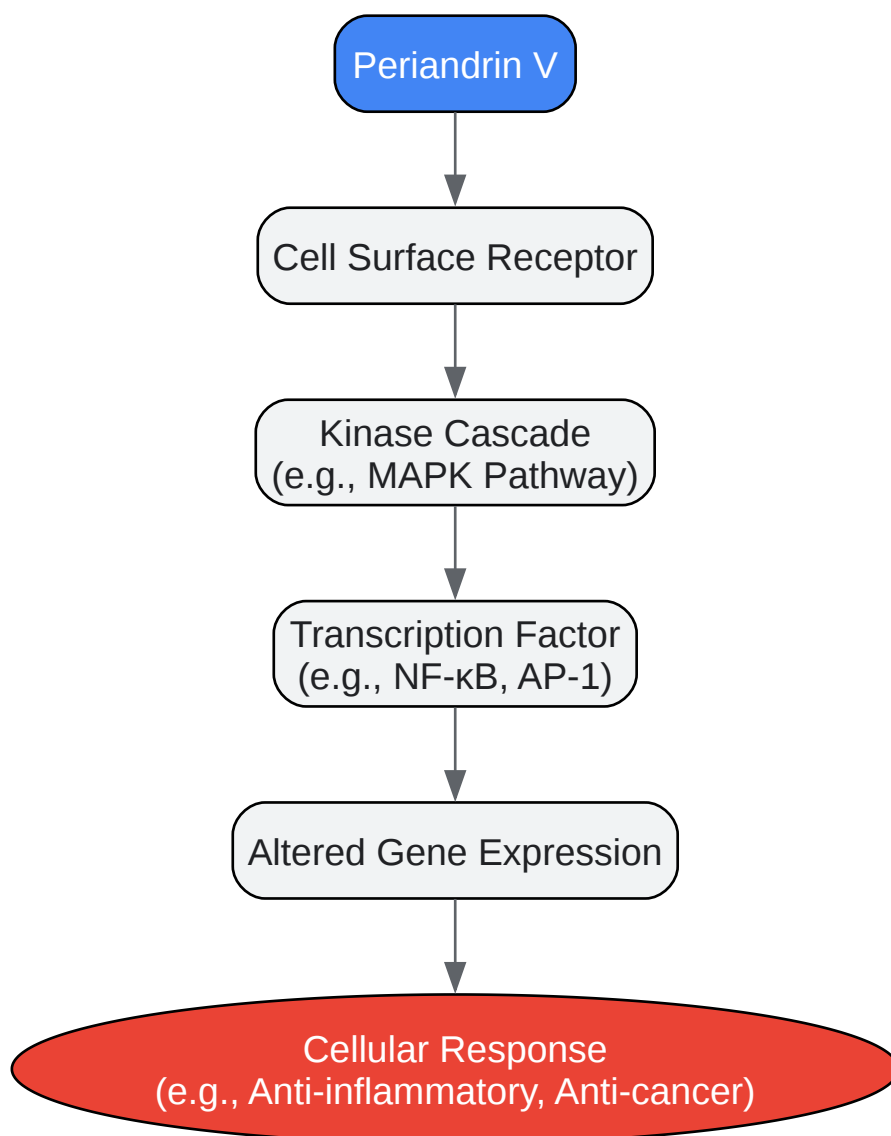 Periandrin V
Cell Surface Receptor
Kinase Cascade
(e.g., MAPK Pathway)
Transcription Factor
(e.g., NF-κB, AP-1)
Altered Gene Expression
Cellular Response
(e.g., Anti-inflammatory, Anti-cancer)